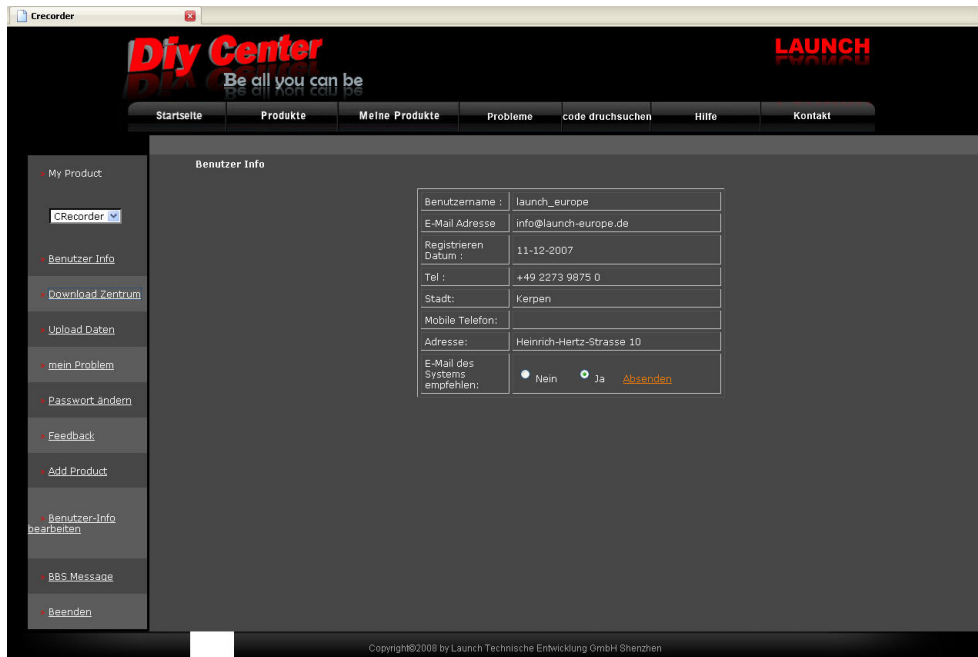 Crecorder
Diy Center
Be all you can be
LAUNCH
Startseite Produkte Meine Produkte Probleme code druchsuchen Hilfe Kontakt
My Product
CRecorder
Benutzer Info
Download Zentrum
Upload Daten
mein Problem
Passwort ändern
Feedback
Add Product
Benutzer-Info
bearbeiten
BBS Message
Beenden
Benutzer Info
Benutzername : launch_europe
E-Mail Adresse info@launch-europe.de
Registrieren
Datum : 11-12-2007
Tel : +49 2273 9875 0
Stadt: Kerpen
Mobile Telefon:
Adresse: Heinrich-Hertz-Strasse 10
E-Mail des
Systems
empfehlen: Nein Ja Absenden
Copyright©2008 by Launch Technische Entwicklung GmbH Shenzhen